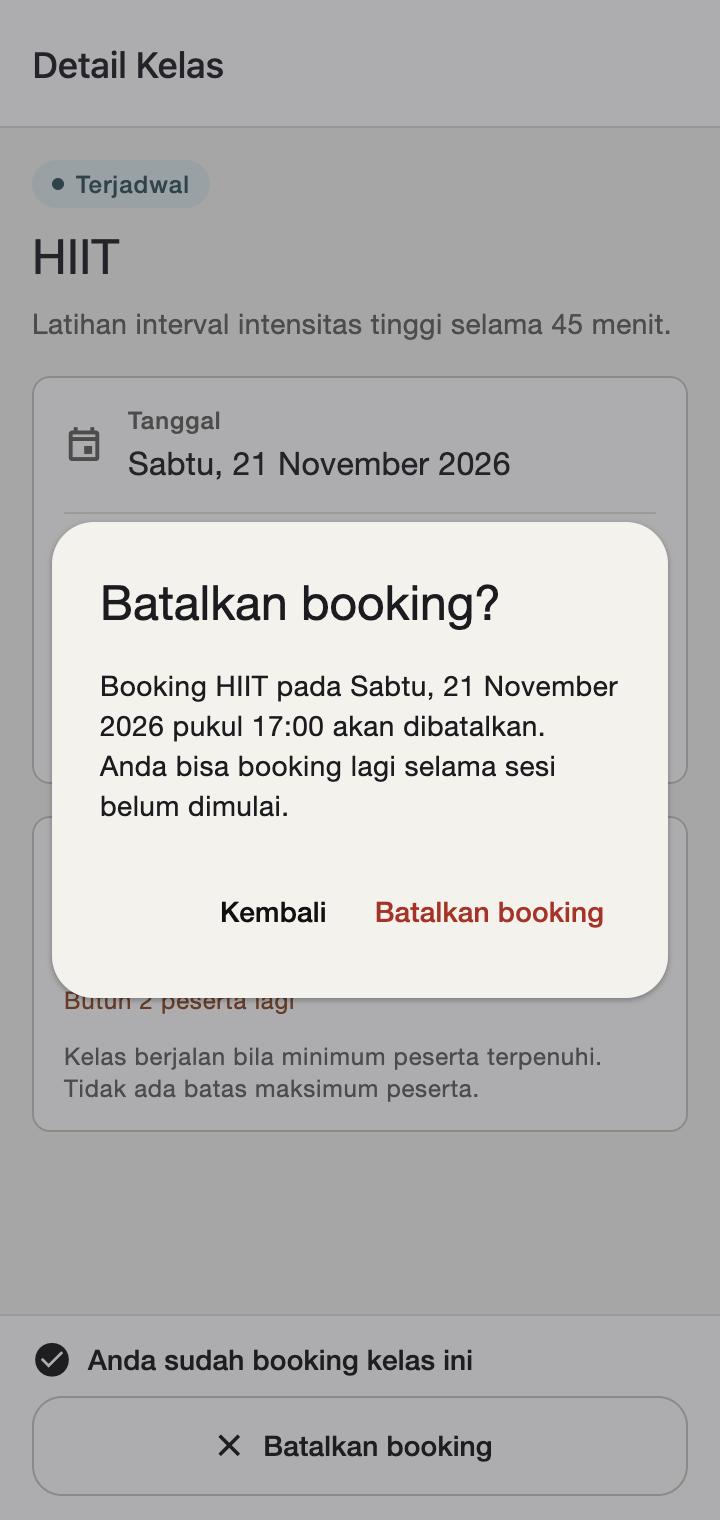 Detail Kelas
Terjadwal
HIIT
Latihan interval intensitas tinggi selama 45 menit.
Tanggal
Sabtu, 21 November 2026
Batalkan booking?
Booking HIIT pada Sabtu, 21 November
2026 pukul 17:00 akan dibatalkan.
Anda bisa booking lagi selama sesi
belum dimulai.
Kembali
Batalkan booking
Butuh 2 peserta lagi
Kelas berjalan bila minimum peserta terpenuhi.
Tidak ada batas maksimum peserta.
Anda sudah booking kelas ini
Batalkan booking